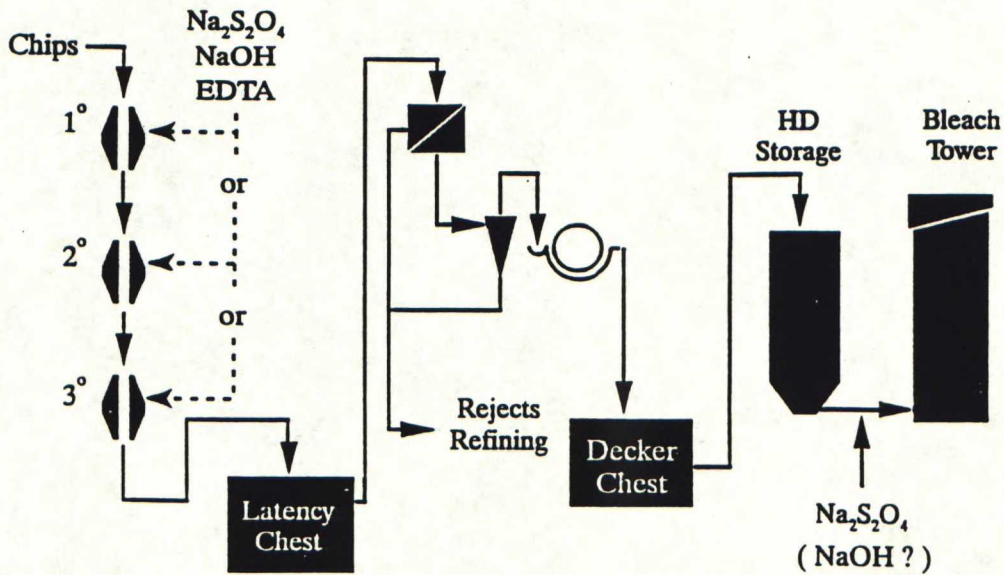 Chips
Na₂S₂O₄
NaOH
EDTA
1°
or
2°
or
3°
Latency
Chest
Rejects
Refining
Decker
Chest
HD
Storage
Bleach
Tower
Na₂S₂O₄
( NaOH ? )